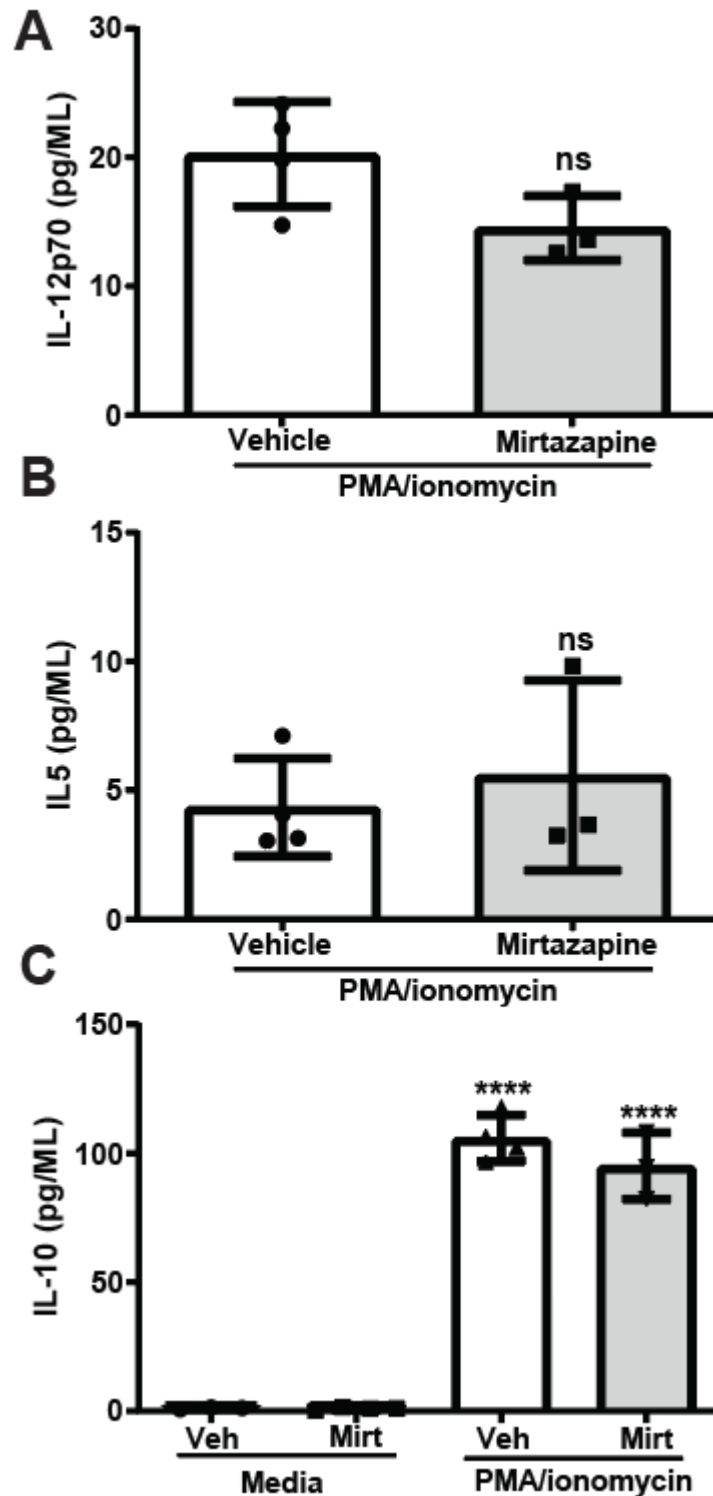 A
IL-12p70 (pg/ML)
30
20
10
0
ns
Vehicle
Mirtazapine
PMA/ionomycin
B
IL5 (pg/ML)
15
10
5
0
ns
Vehicle
Mirtazapine
PMA/ionomycin
C
IL-10 (pg/ML)
150
100
50
0
****
****
Veh
Mirt
Veh
Mirt
Media
PMA/ionomycin